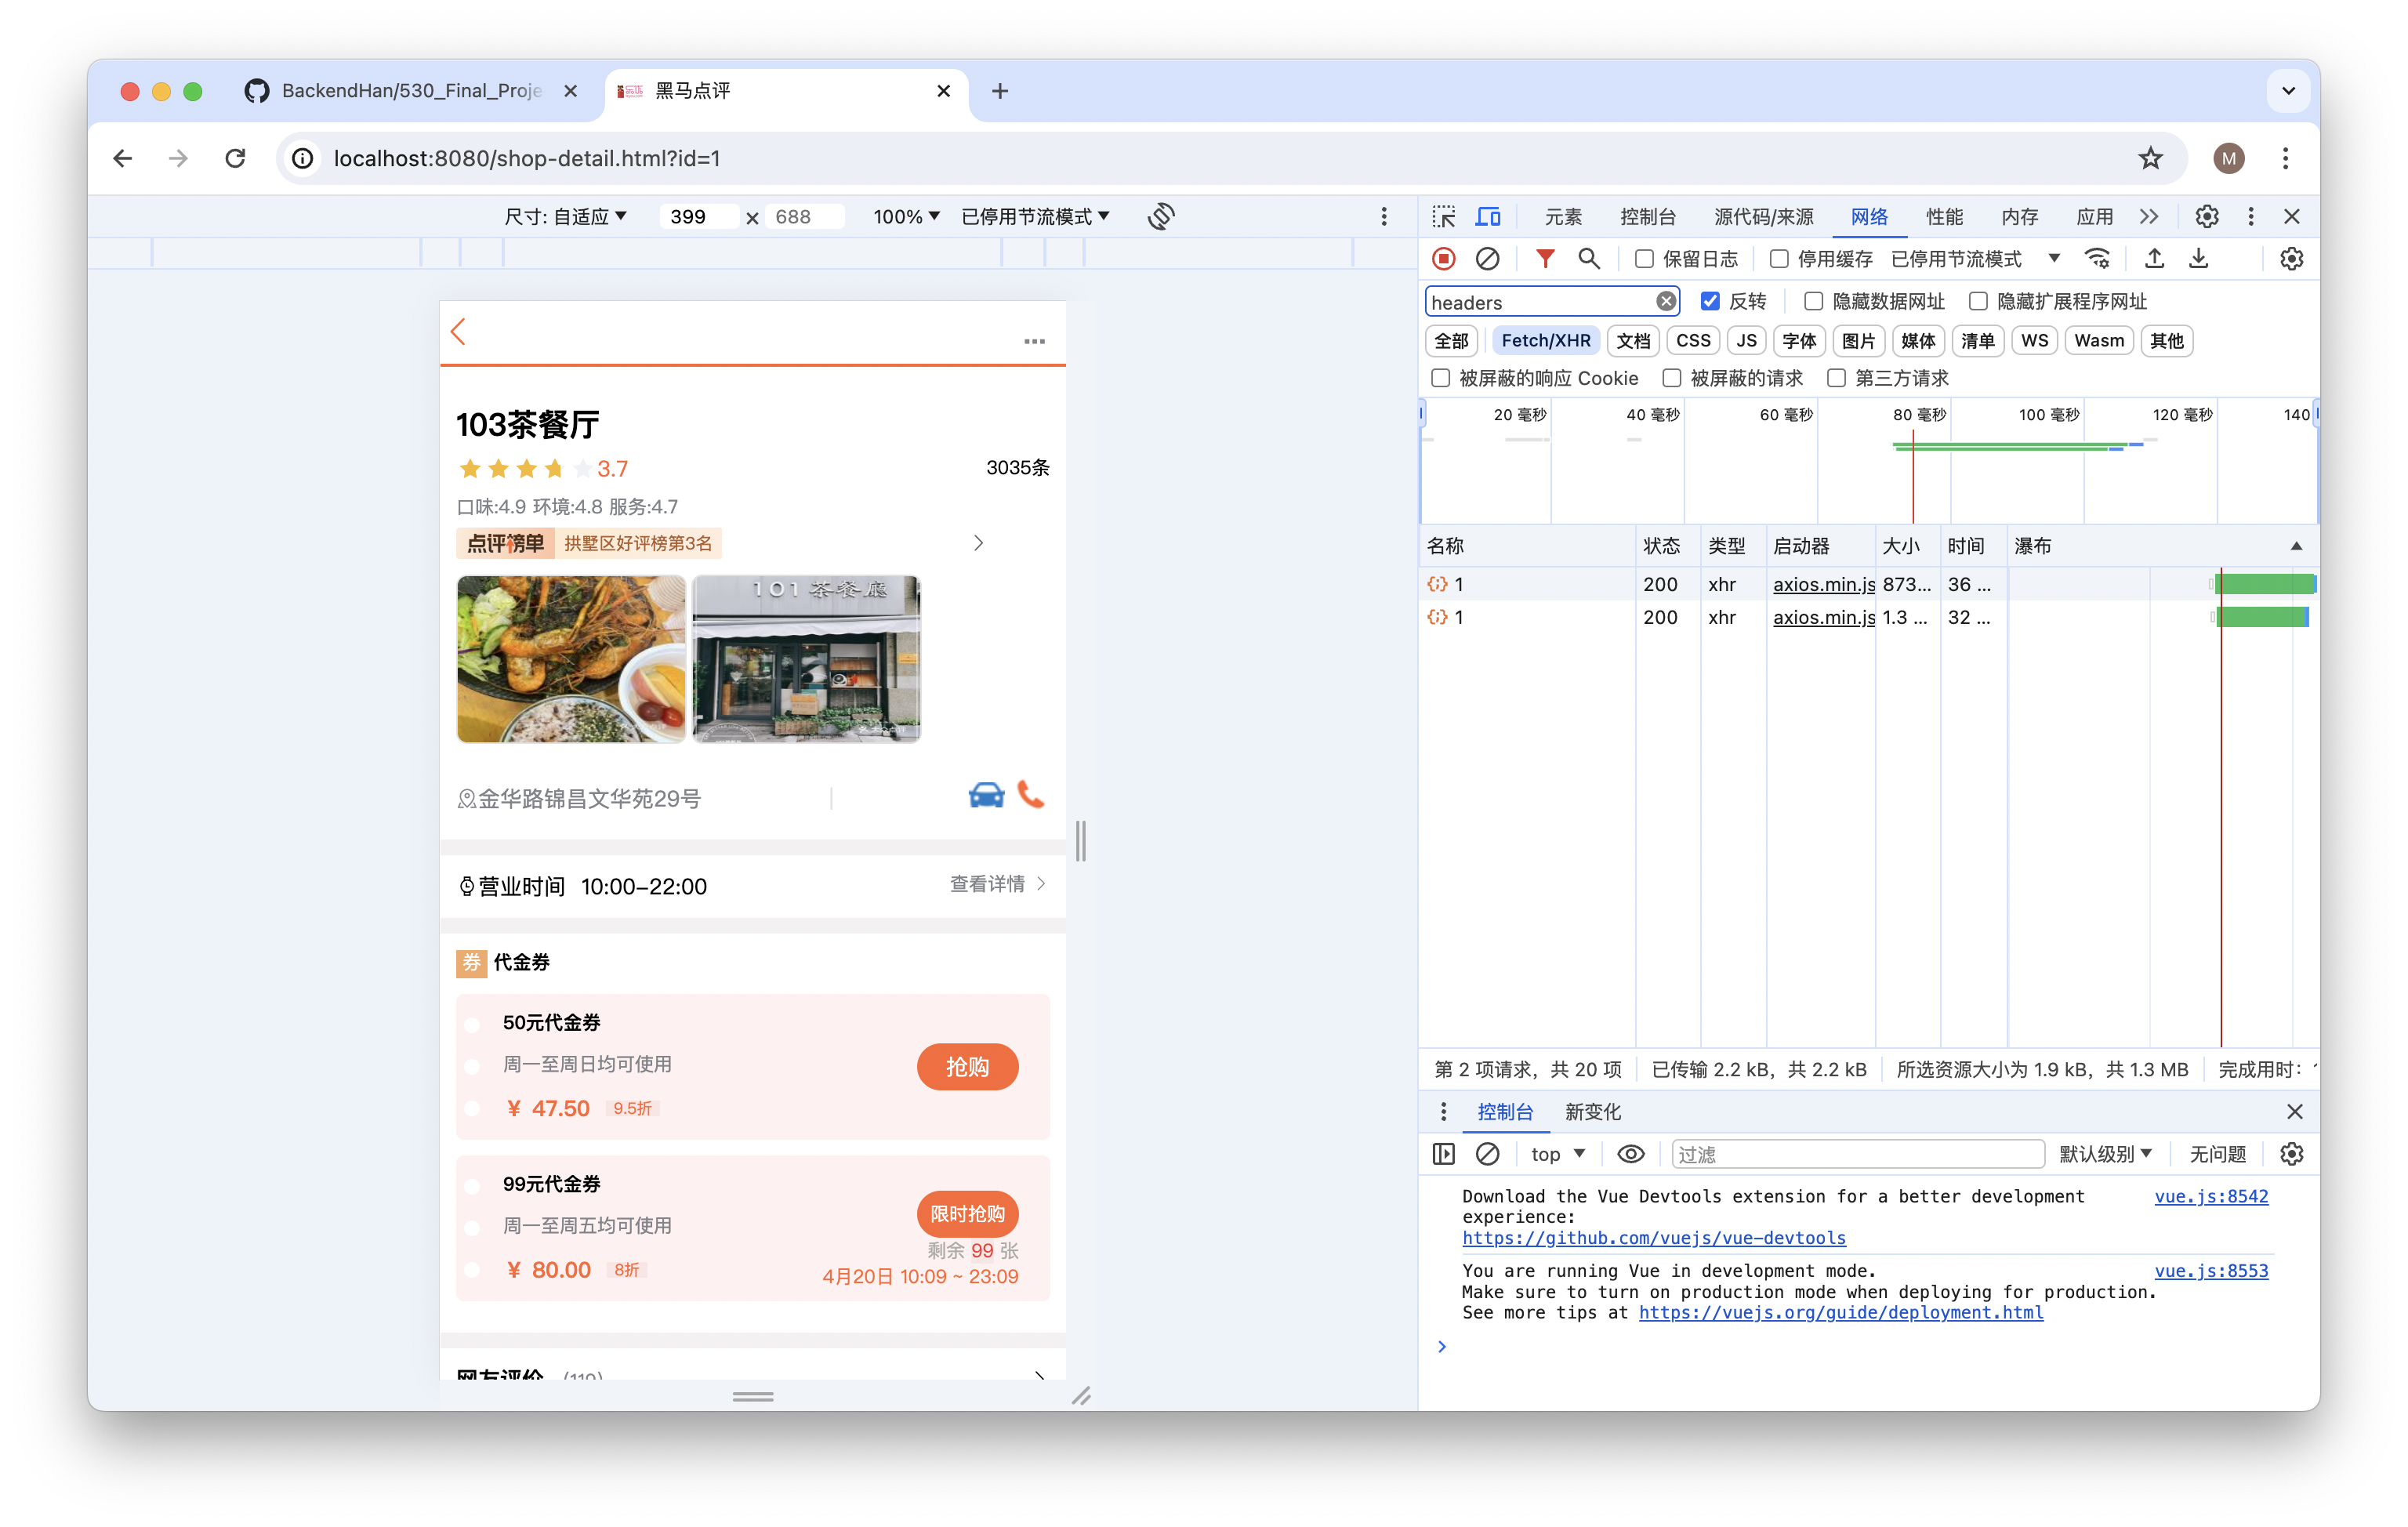 BackendHan/530_Final_Proje
黑马点评
localhost:8080/shop-detail.html?id=1
M
尺寸: 自适应 399 × 688 100% 已停用节流模式
103茶餐厅
3.7 3035条
口味:4.9 环境:4.8 服务:4.7
点评榜单 拱墅区好评榜第3名
101 茶餐廳
金华路锦昌文华苑29号
营业时间 10:00-22:00 查看详情
券 代金券
50元代金券
周一至周日均可使用
抢购
¥ 47.50 9.5折
99元代金券
周一至周五均可使用
限时抢购
剩余 99 张
¥ 80.00 8折
4月20日 10:09 ~ 23:09
网友评价 (119)
元素 控制台 源代码/来源 网络 性能 内存 应用
保留日志 停用缓存 已停用节流模式
headers 反转 隐藏数据网址 隐藏扩展程序网址
全部 Fetch/XHR 文档 CSS JS 字体 图片 媒体 清单 WS Wasm 其他
被屏蔽的响应 Cookie 被屏蔽的请求 第三方请求
20 毫秒 40 毫秒 60 毫秒 80 毫秒 100 毫秒 120 毫秒 140
名称 状态 类型 启动器 大小 时间 瀑布
1 200 xhr axios.min.js 873... 36 ...
1 200 xhr axios.min.js 1.3 ... 32 ...
第 2 项请求，共 20 项 已传输 2.2 kB，共 2.2 kB 所选资源大小为 1.9 kB，共 1.3 MB 完成用时：
控制台 新变化
top 过滤 默认级别 无问题
Download the Vue Devtools extension for a better development vue.js:8542
experience:
https://github.com/vuejs/vue-devtools
You are running Vue in development mode. vue.js:8553
Make sure to turn on production mode when deploying for production.
See more tips at https://vuejs.org/guide/deployment.html